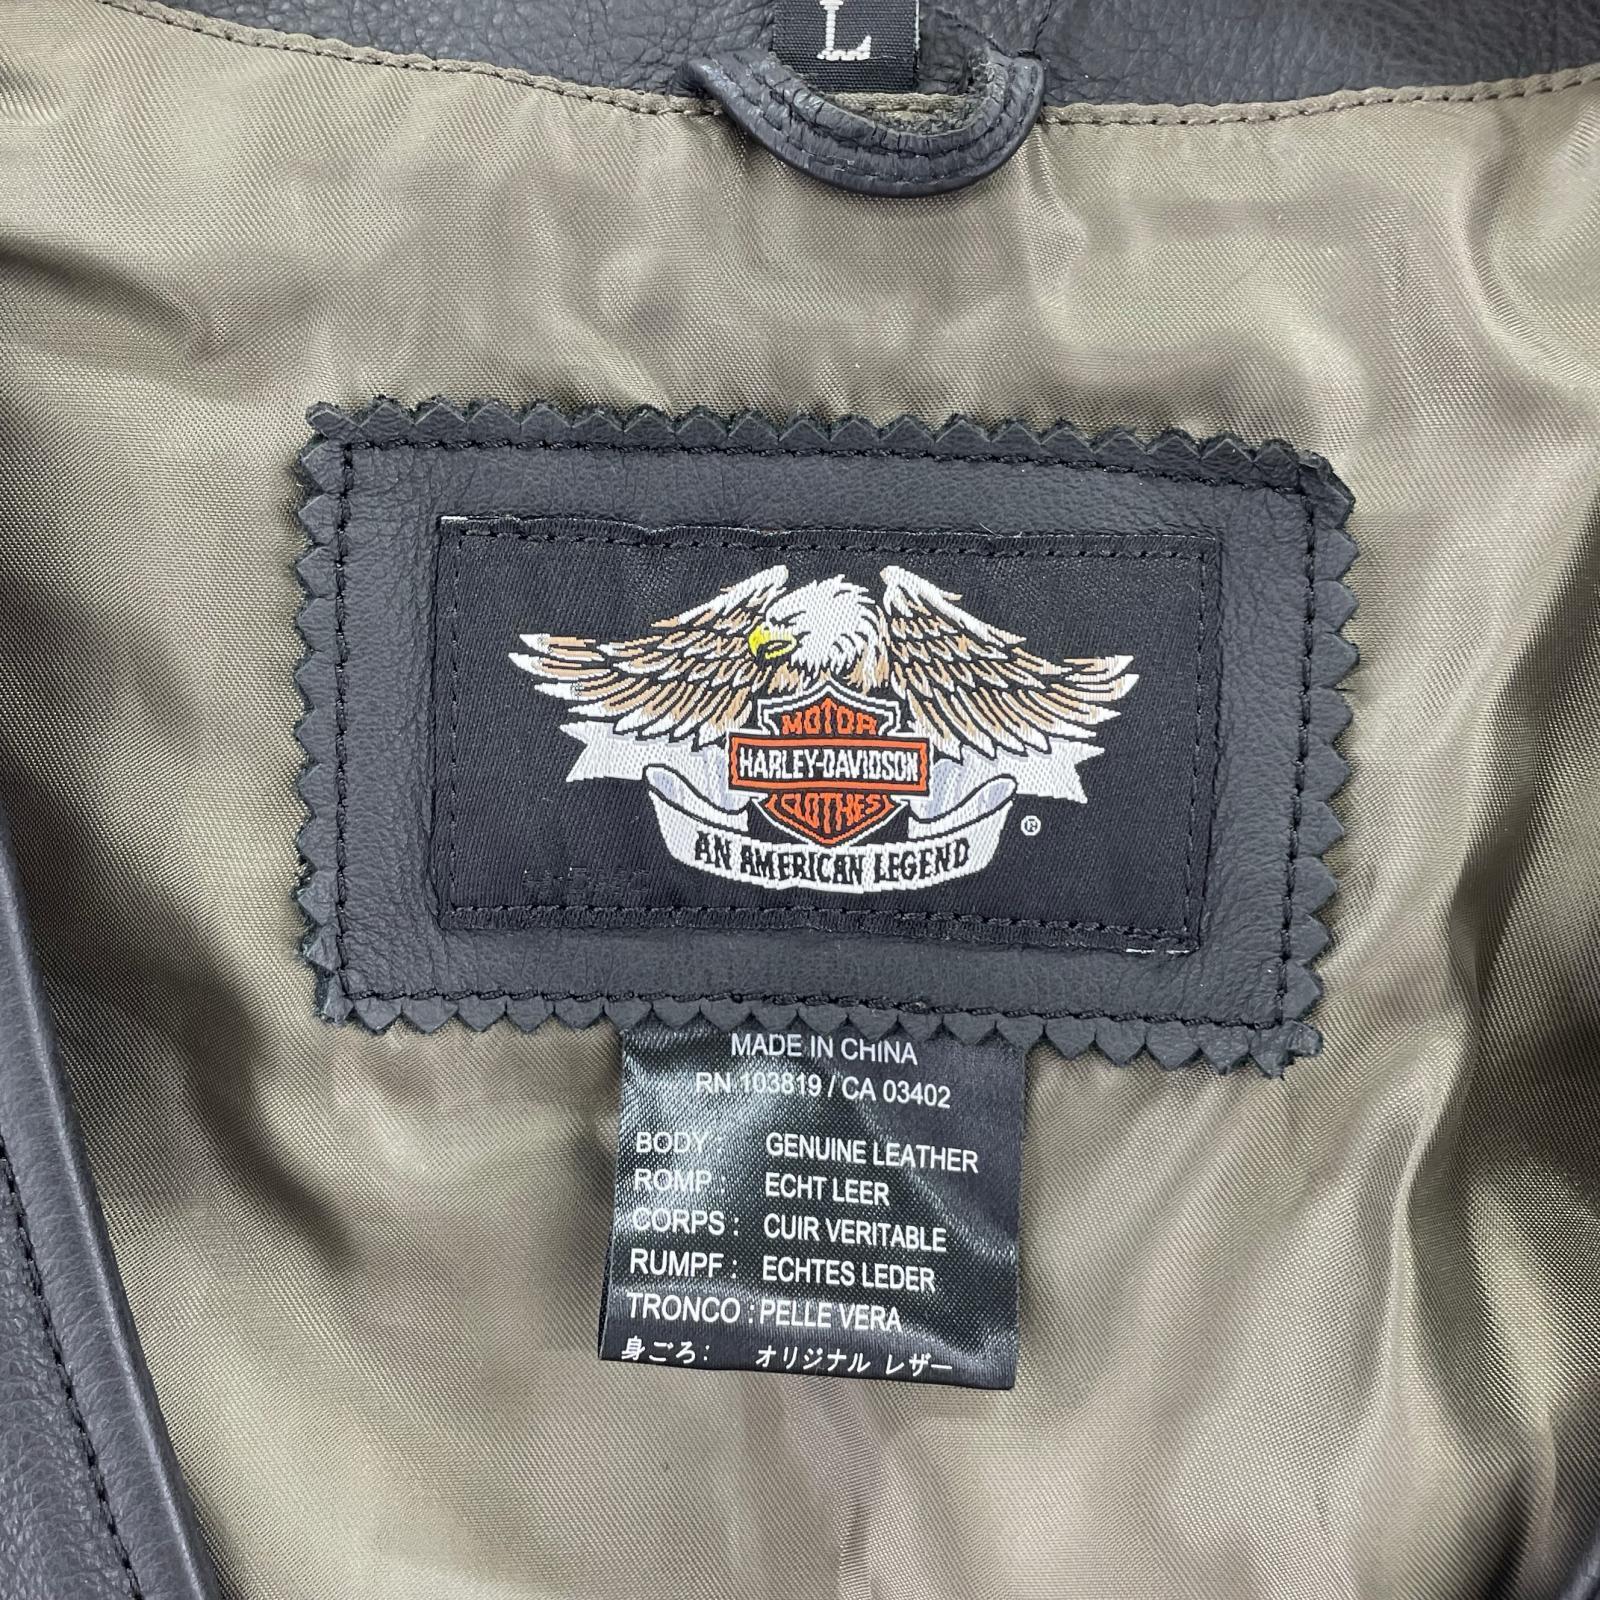 L
MOTOR
HARLEY-DAVIDSON
CLOTHES
AN AMERICAN LEGEND
®
MADE IN CHINA
RN 103819 / CA 03402
BODY : GENUINE LEATHER
ROMP : ECHT LEER
CORPS : CUIR VERITABLE
RUMPF : ECHTES LEDER
TRONCO : PELLE VERA
身ごろ: オリジナル レザー